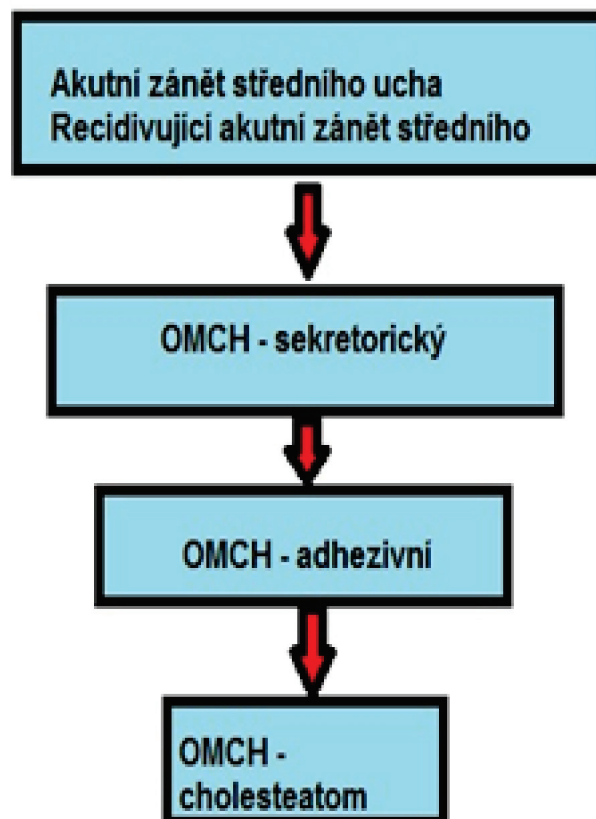 Akutní zánět středního ucha
Recidivující akutní zánět středního
OMCH - sekretorický
OMCH - adhezivní
OMCH -
cholesteatom